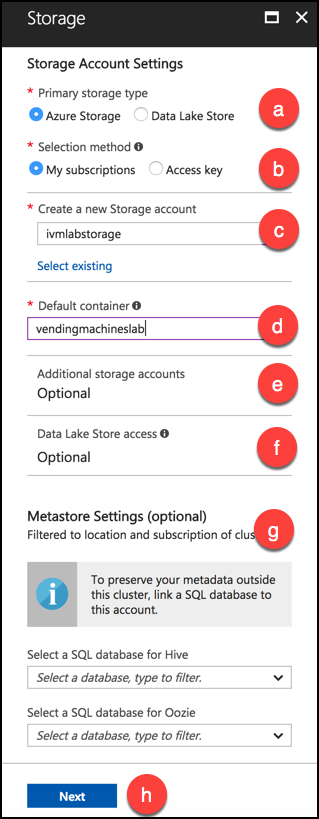 Storage
Storage Account Settings
* Primary storage type
a
Azure Storage Data Lake Store
* Selection method
b
My subscriptions Access key
* Create a new Storage account
c
ivmlabstorage
Select existing
* Default container
d
vendingmachineslab
Additional storage accounts
e
Optional
Data Lake Store access
f
Optional
Metastore Settings (optional)
g
Filtered to location and subscription of clus
To preserve your metadata outside
this cluster, link a SQL database to
this account.
Select a SQL database for Hive
Select a database, type to filter.
Select a SQL database for Oozie
Select a database, type to filter.
Next
h